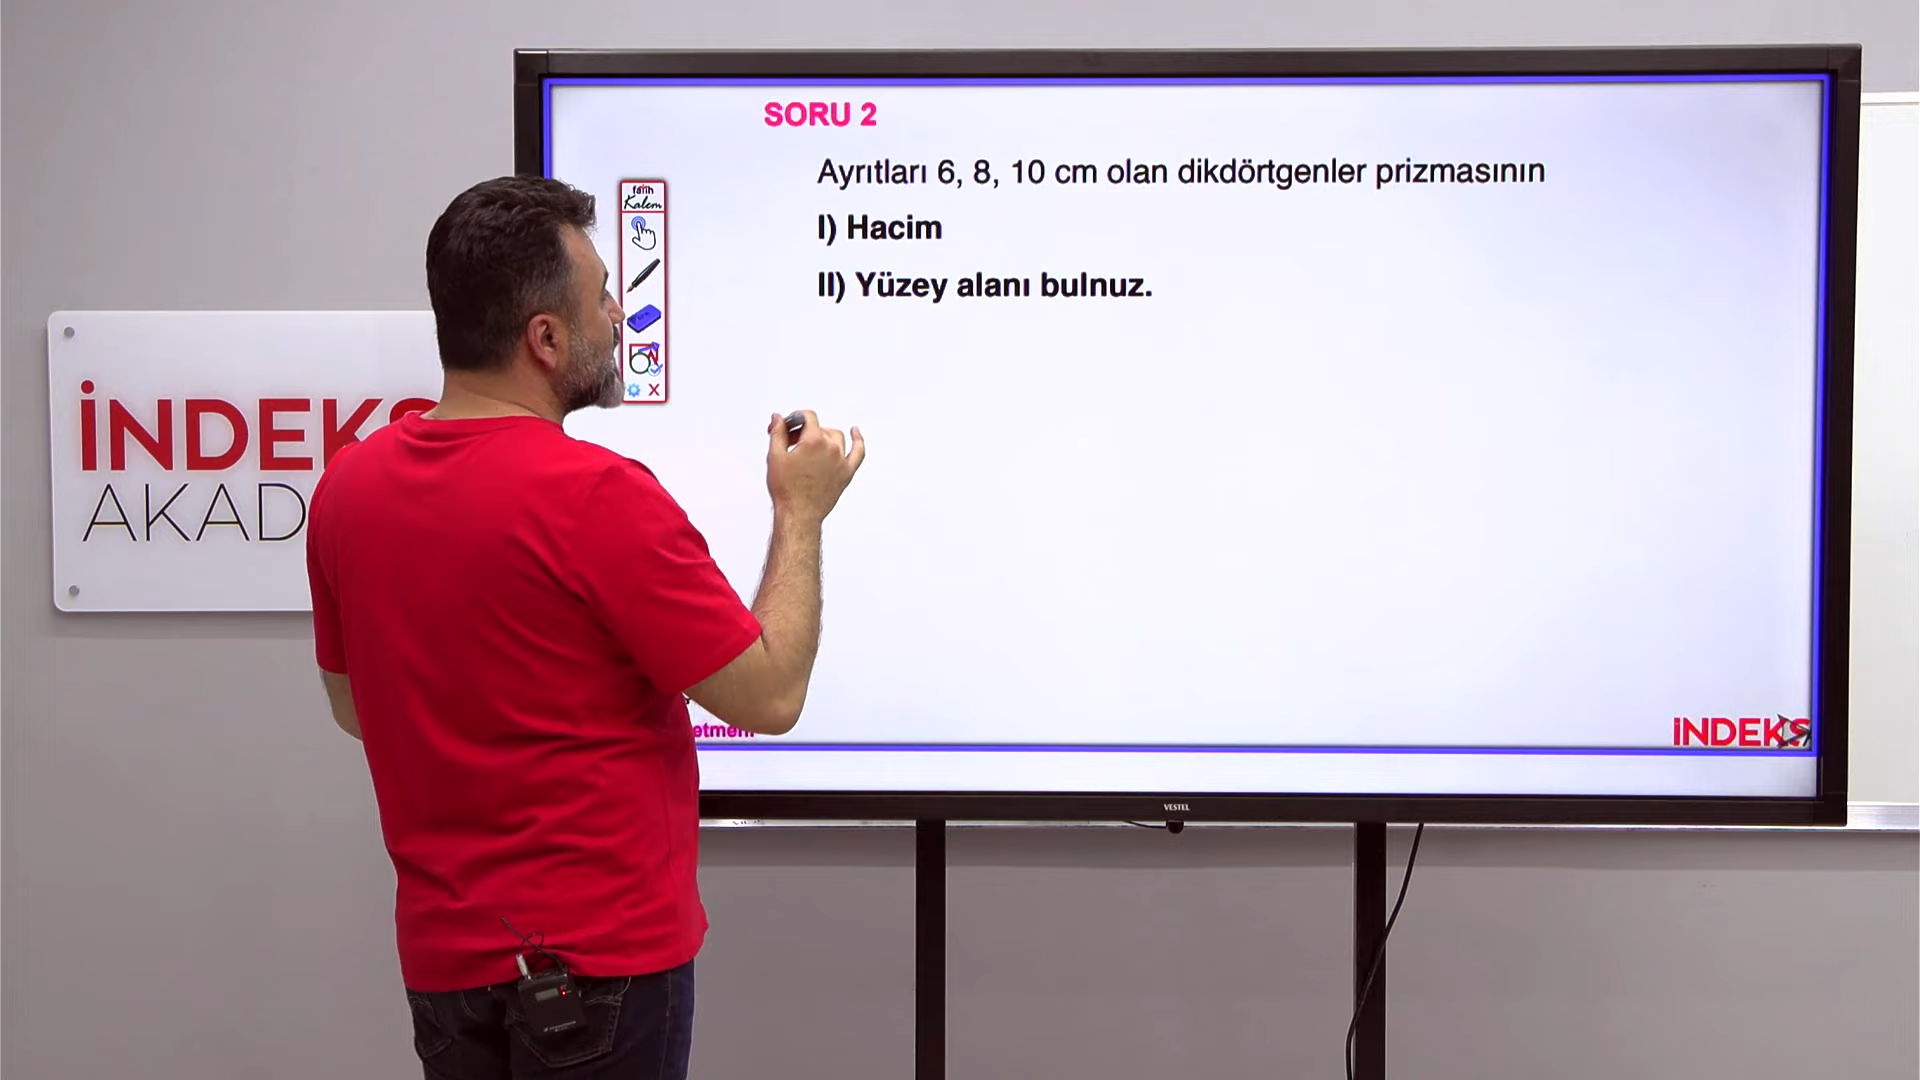 SORU 2
Ayrıtları 6, 8, 10 cm olan dikdörtgenler prizmasının
I) Hacim
II) Yüzey alanı bulnuz.
fatih
Kalem
İNDEKS
AKAD
İNDEKS
VESTEL